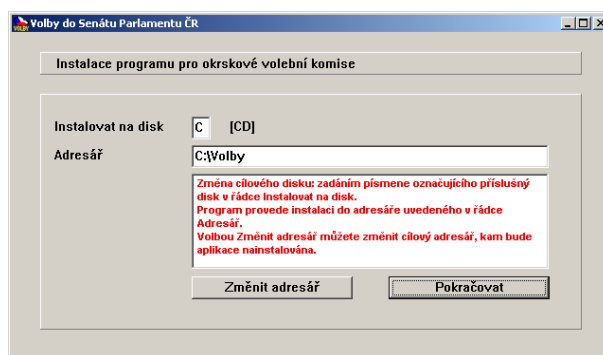 Volby do Senátu Parlamentu ČR
Instalace programu pro okrskové volební komise
Instalovat na disk C [CD]
Adresář C:\Volby
Změna cílového disku: zadáním písmene označujícího příslušný
disk v řádce Instalovat na disk.
Program provede instalaci do adresáře uvedeného v řádce
Adresář.
Volbou Změnit adresář můžete změnit cílový adresář, kam bude
aplikace nainstalována.
Změnit adresář Pokračovat